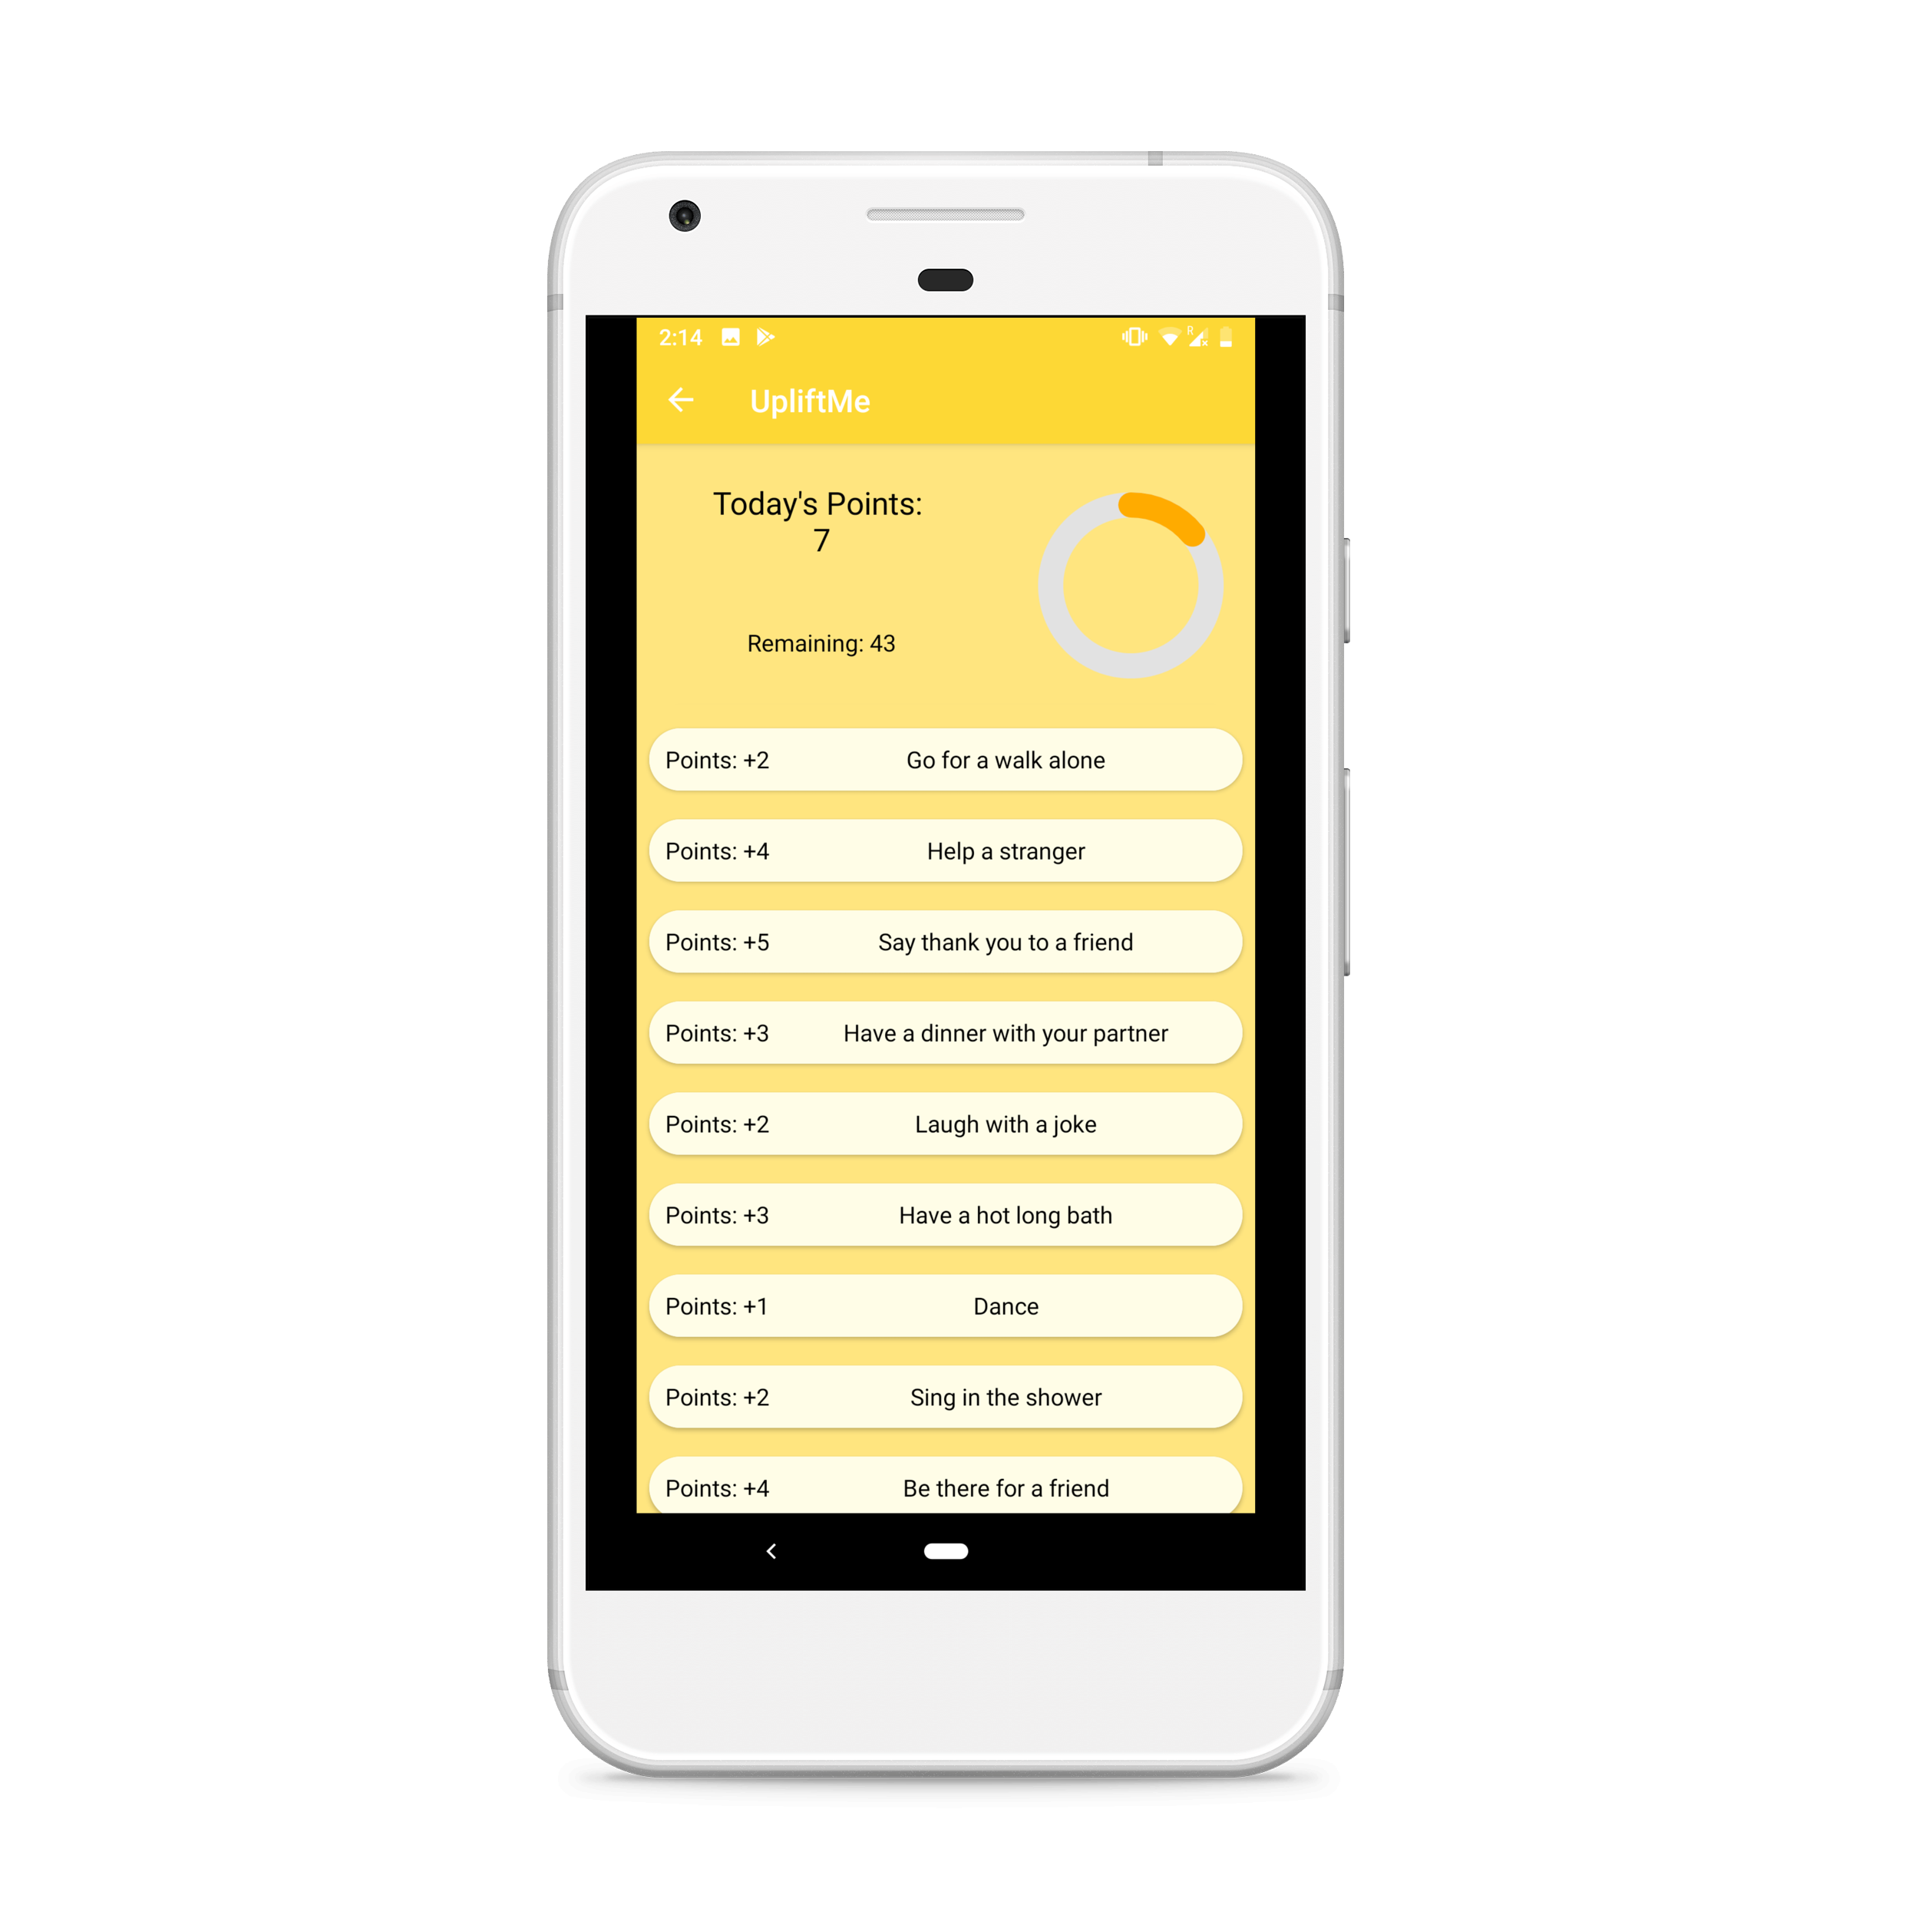 2:14
R
UpliftMe
Today's Points:
7
Remaining: 43
Points: +2 Go for a walk alone
Points: +4 Help a stranger
Points: +5 Say thank you to a friend
Points: +3 Have a dinner with your partner
Points: +2 Laugh with a joke
Points: +3 Have a hot long bath
Points: +1 Dance
Points: +2 Sing in the shower
Points: +4 Be there for a friend